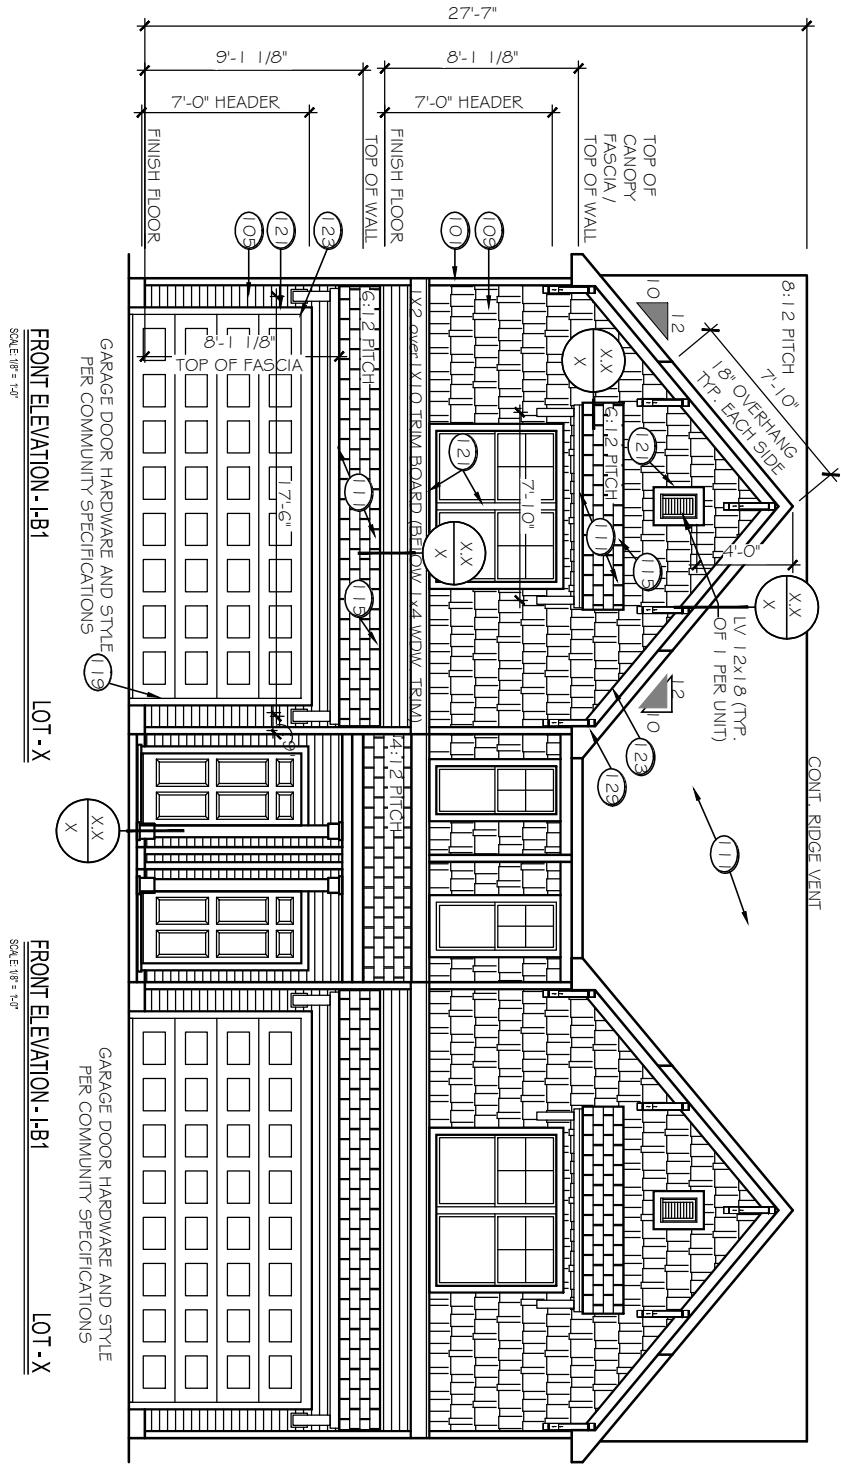 27'-7"
9'-1 1/8"
8'-1 1/8"
7'-0" HEADER
7'-0" HEADER
FINISH FLOOR
TOP OF WALL
FINISH FLOOR
TOP OF
CANOPY
FASCIA /
TOP OF WALL
105
121
123
101
109
8:12 PITCH
10
12
7'-10"
18" OVERHANG
TYP. EACH SIDE
X.X
X
6:12 PITCH
6:12 PITCH
8'-1 1/8"
TOP OF FASCIA
17'-6"
1X2 over 1X10 TRIM BOARD (BELOW 1x4 WDW. TRIM)
121
7'-10"
121
111
115
111
115
X.X
X
4'-0"
X.X
X
LV 12x18 (TYP.
OF 1 PER UNIT)
12
10
123
129
CONT. RIDGE VENT
111
4:12 PITCH
119
X.X
X
GARAGE DOOR HARDWARE AND STYLE
PER COMMUNITY SPECIFICATIONS
FRONT ELEVATION - I-B1
LOT - X
SCALE: 1/8" = 1'-0"
GARAGE DOOR HARDWARE AND STYLE
PER COMMUNITY SPECIFICATIONS
FRONT ELEVATION - I-B1
LOT - X
SCALE: 1/8" = 1'-0"